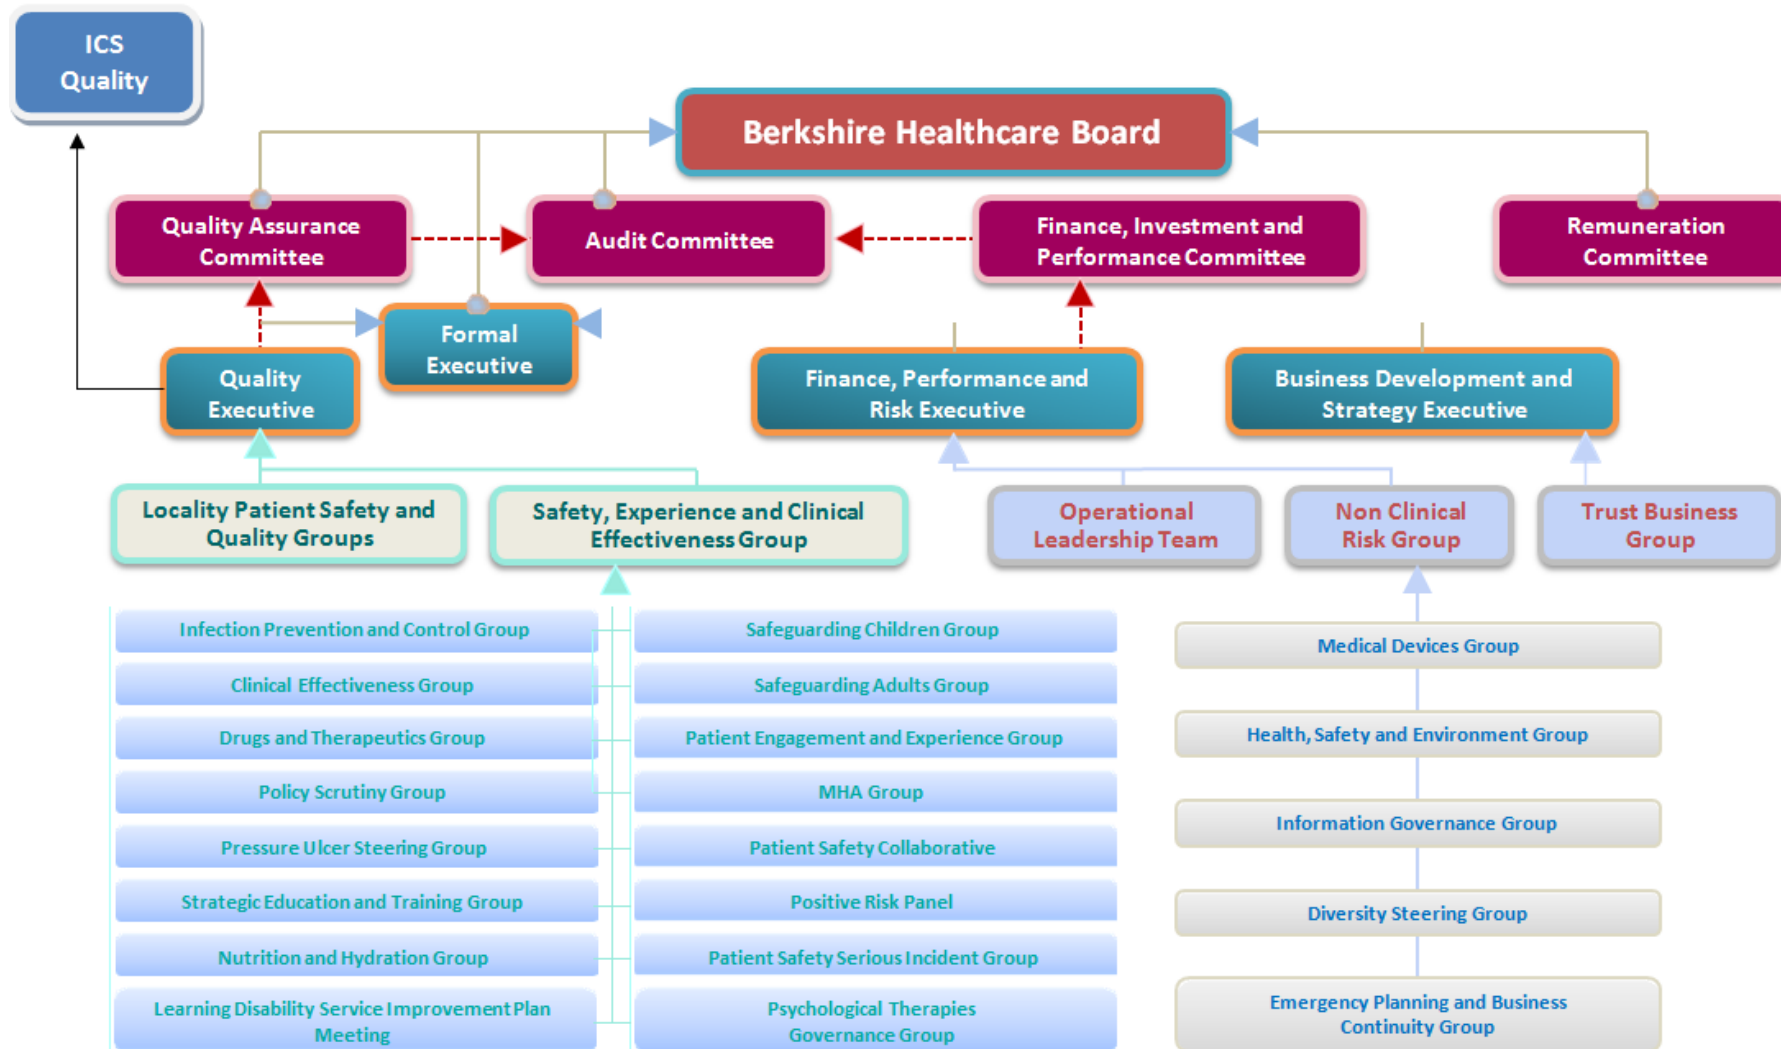 ICS
Quality
Berkshire Healthcare Board
Quality Assurance
Committee
Audit Committee
Finance, Investment and
Performance Committee
Remuneration
Committee
Formal
Executive
Quality
Executive
Finance, Performance and
Risk Executive
Business Development and
Strategy Executive
Locality Patient Safety and
Quality Groups
Safety, Experience and Clinical
Effectiveness Group
Operational
Leadership Team
Non Clinical
Risk Group
Trust Business
Group
Infection Prevention and Control Group
Clinical Effectiveness Group
Drugs and Therapeutics Group
Policy Scrutiny Group
Pressure Ulcer Steering Group
Strategic Education and Training Group
Nutrition and Hydration Group
Learning Disability Service Improvement Plan
Meeting
Safeguarding Children Group
Safeguarding Adults Group
Patient Engagement and Experience Group
MHA Group
Patient Safety Collaborative
Positive Risk Panel
Patient Safety Serious Incident Group
Psychological Therapies
Governance Group
Medical Devices Group
Health, Safety and Environment Group
Information Governance Group
Diversity Steering Group
Emergency Planning and Business
Continuity Group